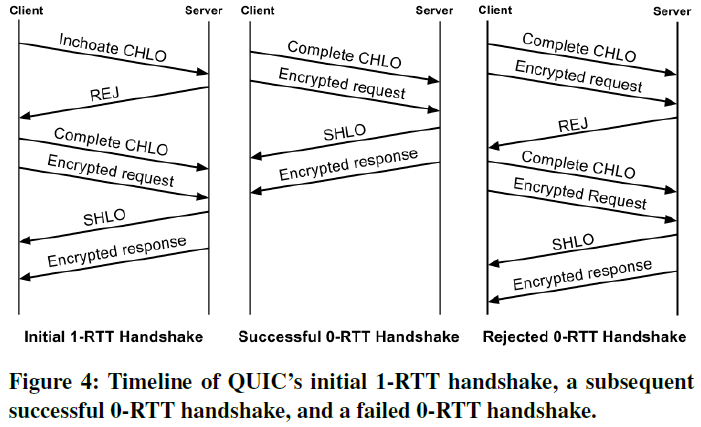 Client Server
Inchoate CHLO
REJ
Complete CHLO
Encrypted request
SHLO
Encrypted response
Initial 1-RTT Handshake
Client Server
Complete CHLO
Encrypted request
SHLO
Encrypted response
Successful 0-RTT Handshake
Client Server
Complete CHLO
Encrypted request
REJ
Complete CHLO
Encrypted Request
SHLO
Encrypted response
Rejected 0-RTT Handshake
Figure 4: Timeline of QUIC's initial 1-RTT handshake, a subsequent
successful 0-RTT handshake, and a failed 0-RTT handshake.